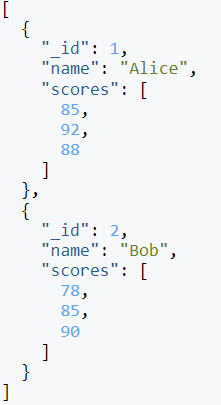 [
  {
    "_id": 1,
    "name": "Alice",
    "scores": [
      85,
      92,
      88
    ]
  },
  {
    "_id": 2,
    "name": "Bob",
    "scores": [
      78,
      85,
      90
    ]
  }
]